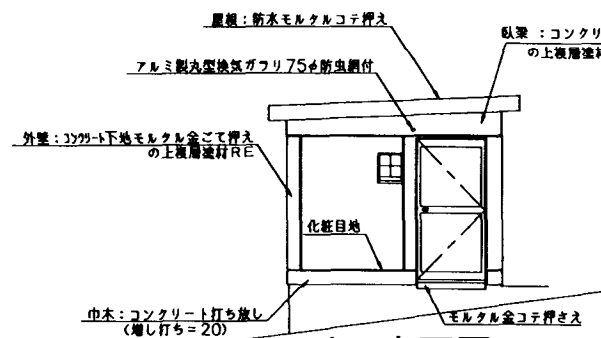 屋根：防水モルタルコテ押え
臥梁：コンクリ
の上複層塗材
アルミ製丸型換気ガラリ75φ防虫網付
外壁：コンクリート下地モルタル金ごて押え
の上複層塗材RE
化粧目地
巾木：コンクリート打ち放し
(増し打ち=20)
モルタル金コテ押さえ